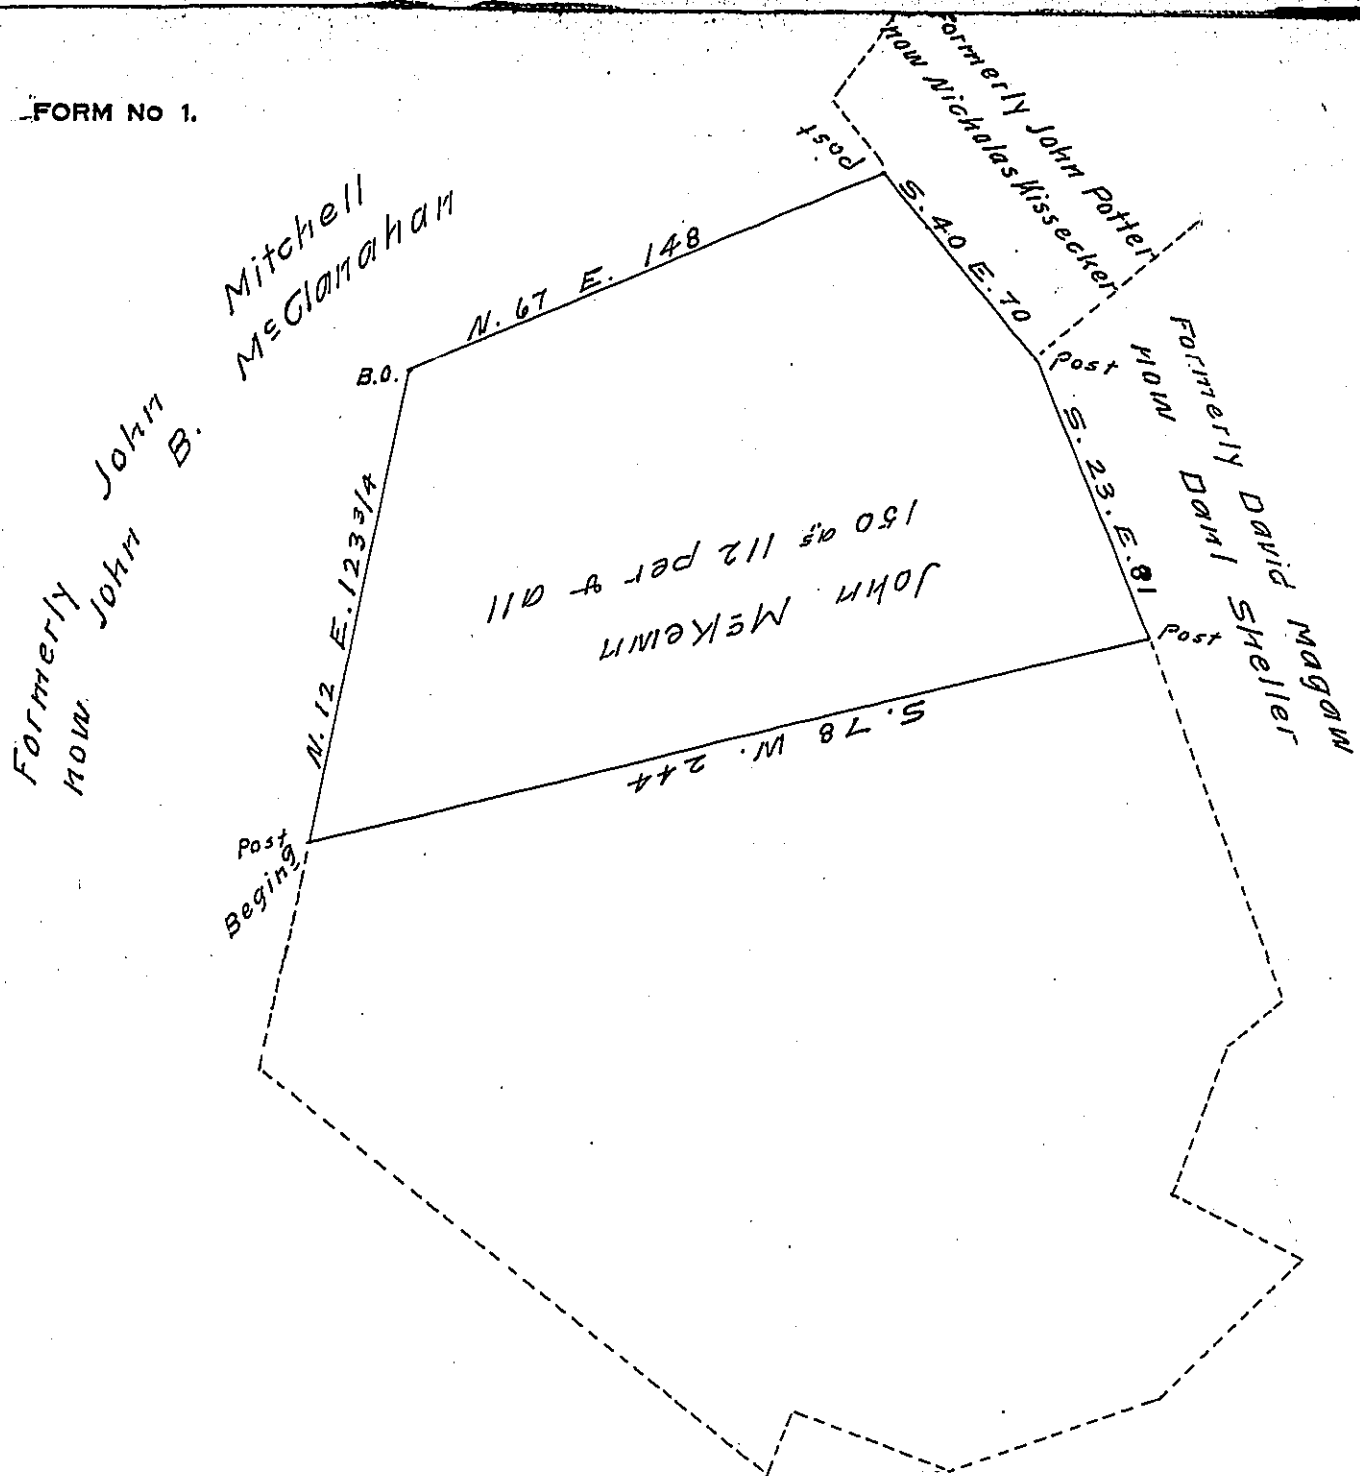 FORM No 1.
Formerly John Potter
now Nicholas Kissecker
post
S. 40 E. 70
Formerly John Mitchell
now John B. McClanahan
N. 67 E. 148
B.O.
post
Formerly David Magaw
now Danl Sheller
S. 23. E. 81
N. 12 E. 123 3/4
John McKeinn
150 as 112 per & all
Post
S. 78 W. 244
Post
Beging